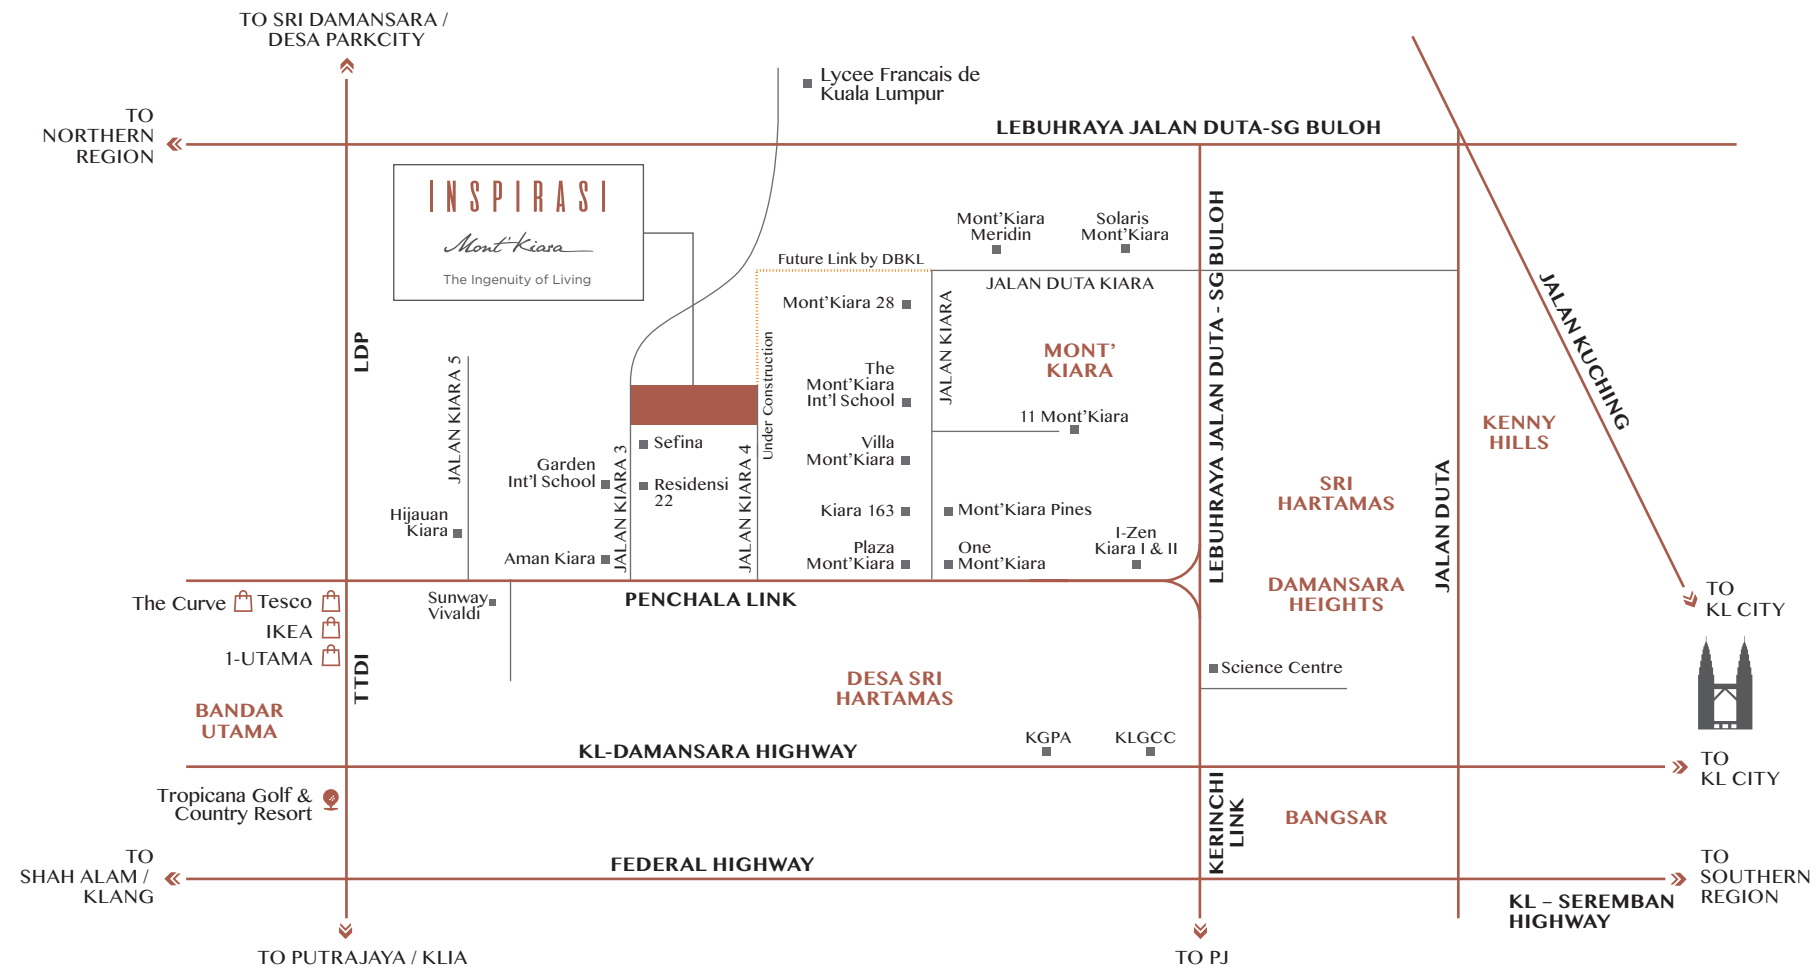 TO SRI DAMANSARA /
DESA PARKCITY
Lycee Francais de
Kuala Lumpur
TO
NORTHERN
REGION
LEBUHRAYA JALAN DUTA-SG BULOH
INSPIRASI
Mont'Kiara
The Ingenuity of Living
Mont'Kiara
Meridin
Solaris
Mont'Kiara
Future Link by DBKL
JALAN DUTA KIARA
Mont'Kiara 28
JALAN KIARA
LEBUHRAYA JALAN DUTA - SG BULOH
JALAN KUCHING
LDP
JALAN KIARA 5
Under Construction
The
Mont'Kiara
Int'l School
MONT'
KIARA
11 Mont'Kiara
KENNY
HILLS
Sefina
Villa
Mont'Kiara
Garden
Int'l School
JALAN KIARA 3
Residensi
22
JALAN KIARA 4
SRI
HARTAMAS
JALAN DUTA
Hijauan
Kiara
Kiara 163
Mont'Kiara Pines
Aman Kiara
Plaza
Mont'Kiara
One
Mont'Kiara
I-Zen
Kiara I & II
The Curve
Tesco
IKEA
1-UTAMA
Sunway
Vivaldi
PENCHALA LINK
DAMANSARA
HEIGHTS
TO
KL CITY
TTDI
BANDAR
UTAMA
DESA SRI
HARTAMAS
Science Centre
KL-DAMANSARA HIGHWAY
KGPA
KLGCC
TO
KL CITY
Tropicana Golf &
Country Resort
KERINCHI
LINK
BANGSAR
TO
SHAH ALAM /
KLANG
FEDERAL HIGHWAY
TO
SOUTHERN
REGION
KL – SEREMBAN
HIGHWAY
TO PUTRAJAYA / KLIA
TO PJ